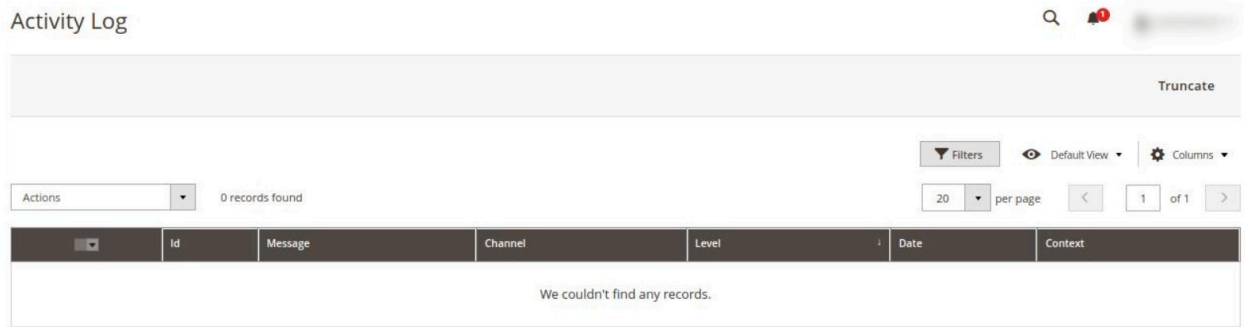 Activity Log
1
Truncate
Filters Default View Columns
Actions 0 records found 20 per page 1 of 1
Id Message Channel Level ↓ Date Context
We couldn't find any records.